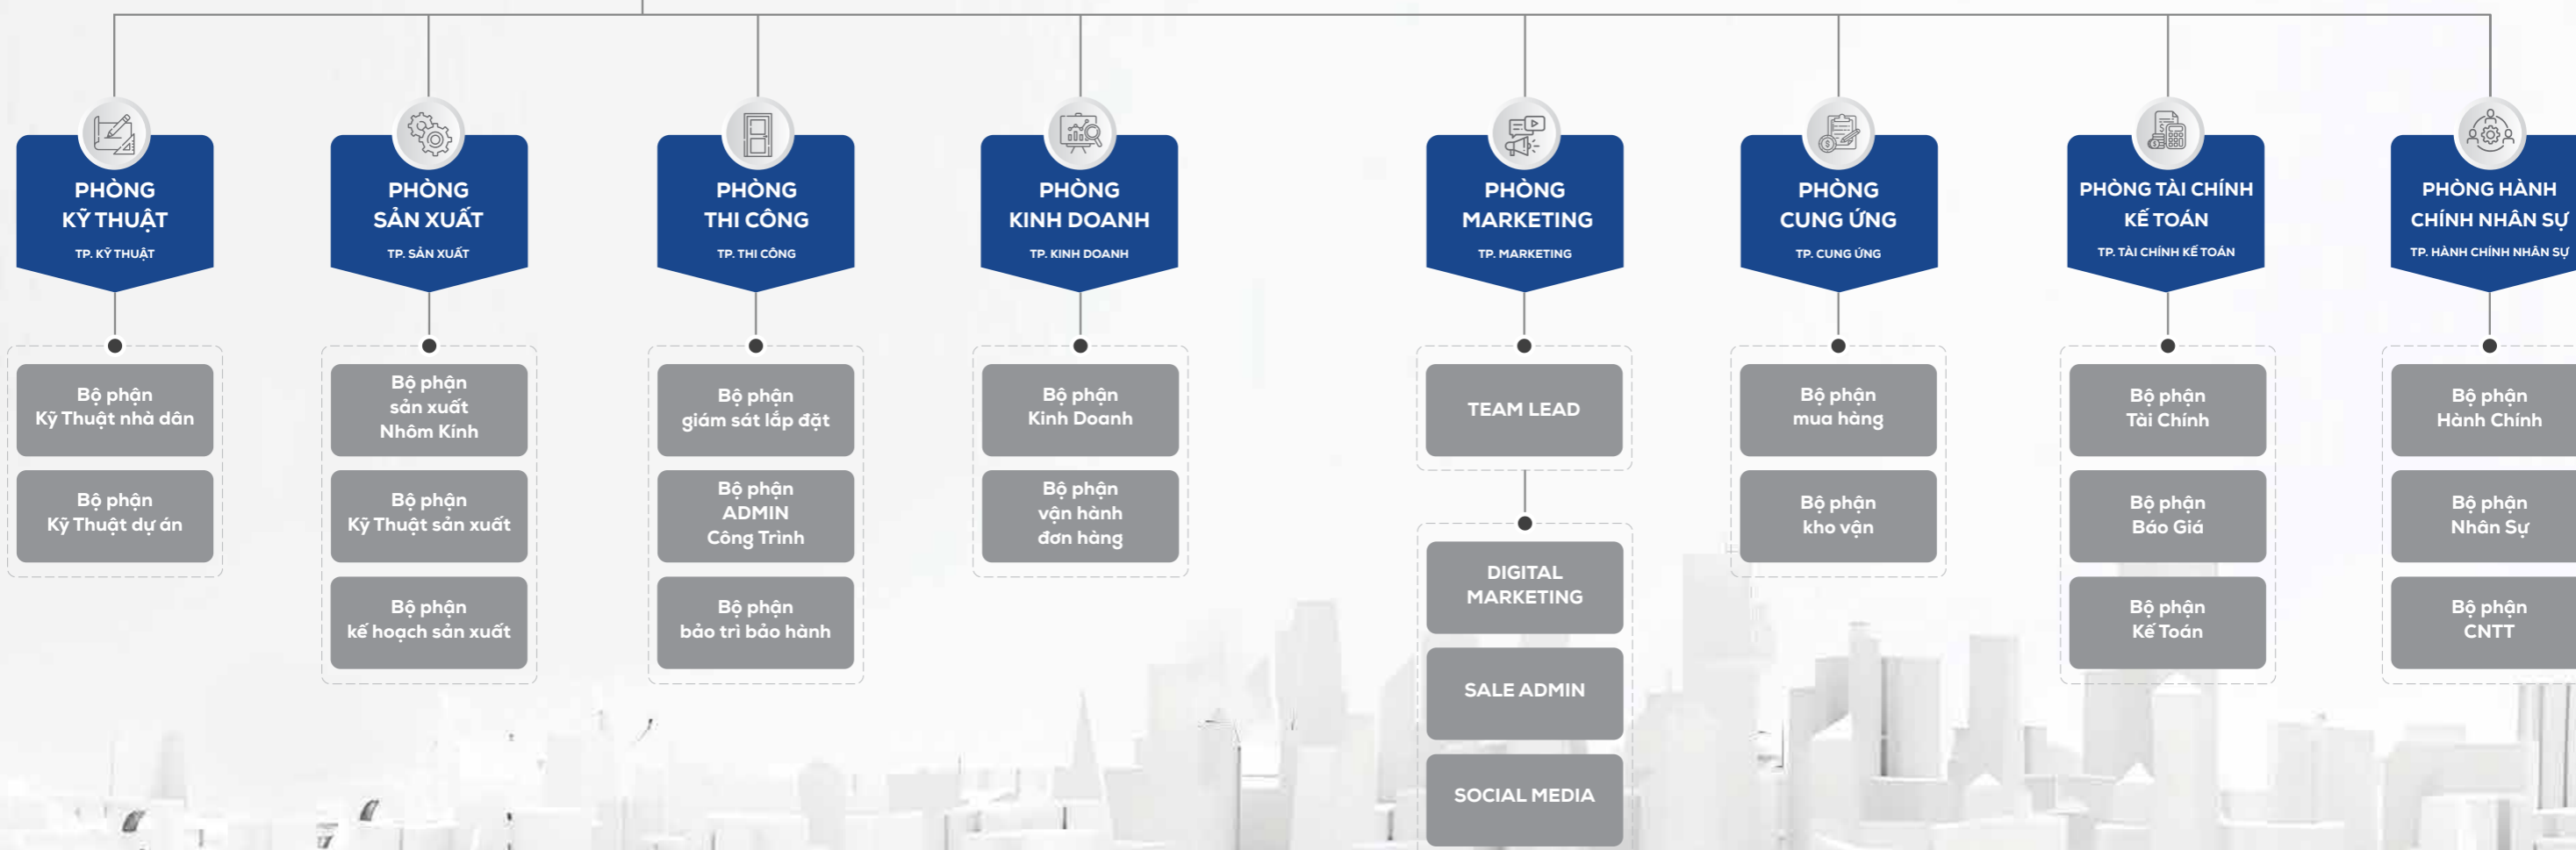 PHÒNG
KỸ THUẬT
TP. KỸ THUẬT
Bộ phận
Kỹ Thuật nhà dân
Bộ phận
Kỹ Thuật dự án
PHÒNG
SẢN XUẤT
TP. SẢN XUẤT
Bộ phận
sản xuất
Nhôm Kính
Bộ phận
Kỹ Thuật sản xuất
Bộ phận
kế hoạch sản xuất
PHÒNG
THI CÔNG
TP. THI CÔNG
Bộ phận
giám sát lắp đặt
Bộ phận
ADMIN
Công Trình
Bộ phận
bảo trì bảo hành
PHÒNG
KINH DOANH
TP. KINH DOANH
Bộ phận
Kinh Doanh
Bộ phận
vận hành
đơn hàng
PHÒNG
MARKETING
TP. MARKETING
TEAM LEAD
DIGITAL
MARKETING
SALE ADMIN
SOCIAL MEDIA
PHÒNG
CUNG ỨNG
TP. CUNG ỨNG
Bộ phận
mua hàng
Bộ phận
kho vận
PHÒNG TÀI CHÍNH
KẾ TOÁN
TP. TÀI CHÍNH KẾ TOÁN
Bộ phận
Tài Chính
Bộ phận
Báo Giá
Bộ phận
Kế Toán
PHÒNG HÀNH
CHÍNH NHÂN SỰ
TP. HÀNH CHÍNH NHÂN SỰ
Bộ phận
Hành Chính
Bộ phận
Nhân Sự
Bộ phận
CNTT